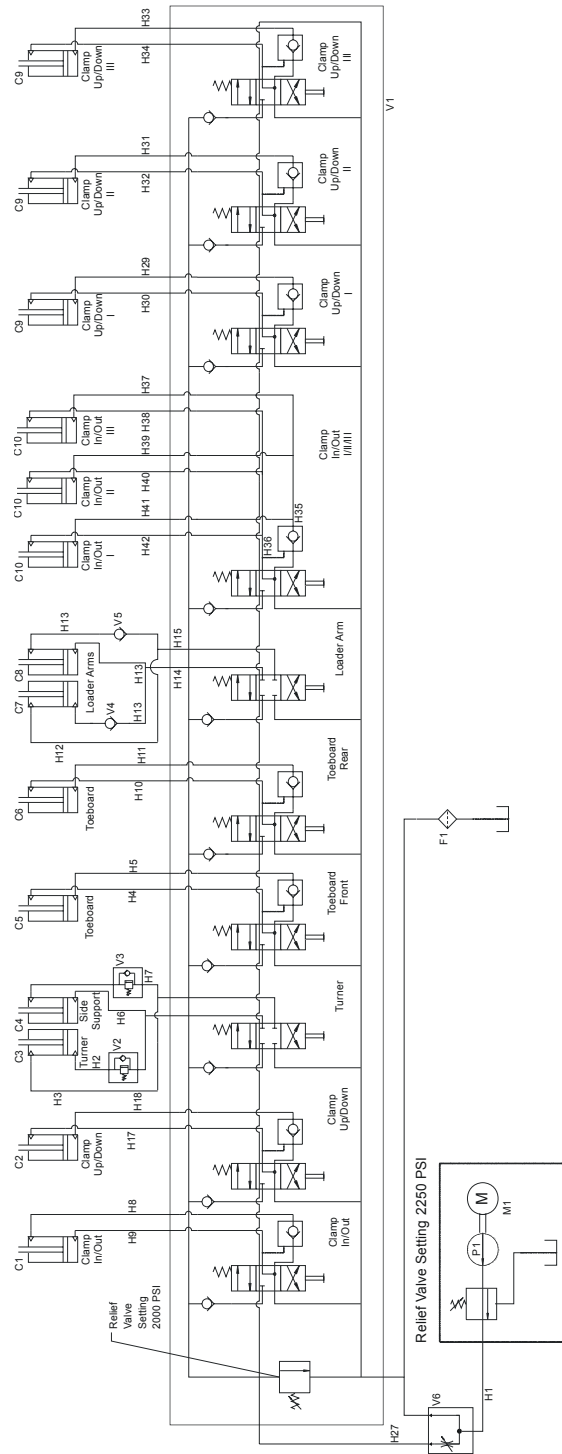 C1
Clamp
In/Out
H9
H8
C2
Clamp
Up/Down
H17
C3
Turner
C4
Side
Support
H3
H2
V2
H18
H6
V3
H7
C5
Toeboard
H4
H5
C6
Toeboard
H10
H11
H12
C7
C8
Loader Arms
V4
H13
H13
H13
V5
H14
H15
C10
Clamp
In/Out
I
C10
Clamp
In/Out
II
C10
Clamp
In/Out
III
H42
H41
H40
H39
H38
H37
H36
H35
C9
Clamp
Up/Down
I
H30
H29
C9
Clamp
Up/Down
II
H32
H31
C9
Clamp
Up/Down
III
H34
H33
Relief
Valve
Setting
2000 PSI
Clamp
In/Out
Clamp
Up/Down
Turner
Toeboard
Front
Toeboard
Rear
Loader Arm
Clamp
In/Out
I/II/II
Clamp
Up/Down
I
Clamp
Up/Down
II
Clamp
Up/Down
III
V1
H27
V6
H1
Relief Valve Setting 2250 PSI
P1
M
M1
F1